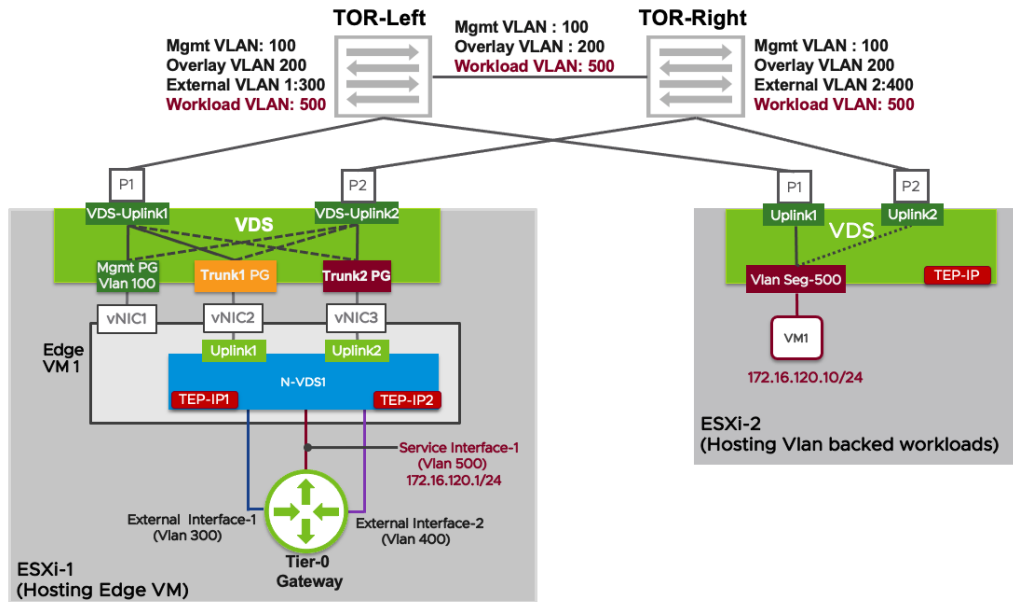 TOR-Left
TOR-Right
Mgmt VLAN: 100
Overlay VLAN 200
External VLAN 1:300
Workload VLAN: 500
Mgmt VLAN : 100
Overlay VLAN : 200
Workload VLAN: 500
Mgmt VLAN : 100
Overlay VLAN 200
External VLAN 2:400
Workload VLAN: 500
P1
P2
P1
P2
VDS-Uplink1
VDS
VDS-Uplink2
Uplink1
VDS
Uplink2
Mgmt PG
Vlan 100
Trunk1 PG
Trunk2 PG
Vlan Seg-500
TEP-IP
vNIC1
vNIC2
vNIC3
Edge
VM 1
Uplink1
Uplink2
N-VDS1
TEP-IP1
TEP-IP2
VM1
172.16.120.10/24
ESXi-2
(Hosting Vlan backed workloads)
Service Interface-1
(Vlan 500)
172.16.120.1/24
External Interface-1
(Vlan 300)
External Interface-2
(Vlan 400)
Tier-0
Gateway
ESXi-1
(Hosting Edge VM)